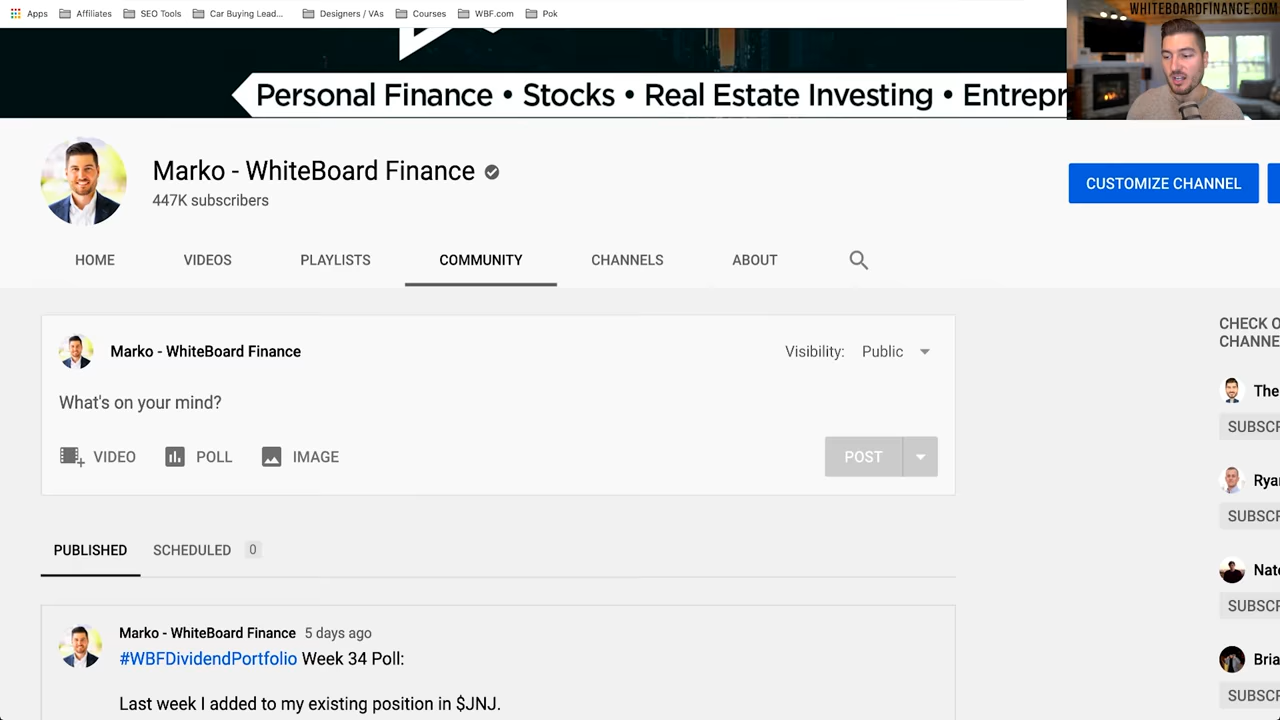 Apps Affiliates SEO Tools Car Buying Lead... Designers / VAs Courses WBF.com Pok
WHITEBOARDFINANCE.COM
Personal Finance • Stocks • Real Estate Investing • Entrepr
Marko - WhiteBoard Finance
447K subscribers
CUSTOMIZE CHANNEL
HOME VIDEOS PLAYLISTS COMMUNITY CHANNELS ABOUT
Marko - WhiteBoard Finance
Visibility: Public
What's on your mind?
VIDEO POLL IMAGE
POST
PUBLISHED SCHEDULED 0
Marko - WhiteBoard Finance 5 days ago
#WBFDividendPortfolio Week 34 Poll:
Last week I added to my existing position in $JNJ.
CHECK O
CHANNE
The
SUBSCR
Rya
SUBSCR
Nate
SUBSCR
Bria
SUBSCR